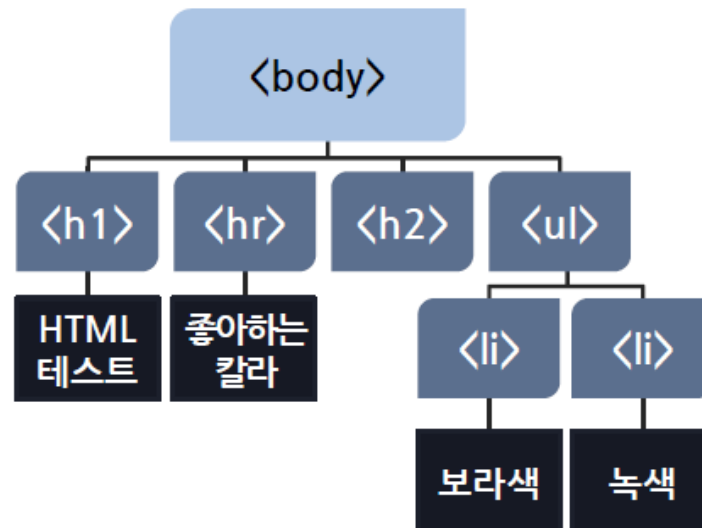 <body>
<h1> <hr> <h2> <ul>
HTML
테스트
좋아하는
칼라
<li> <li>
보라색 녹색